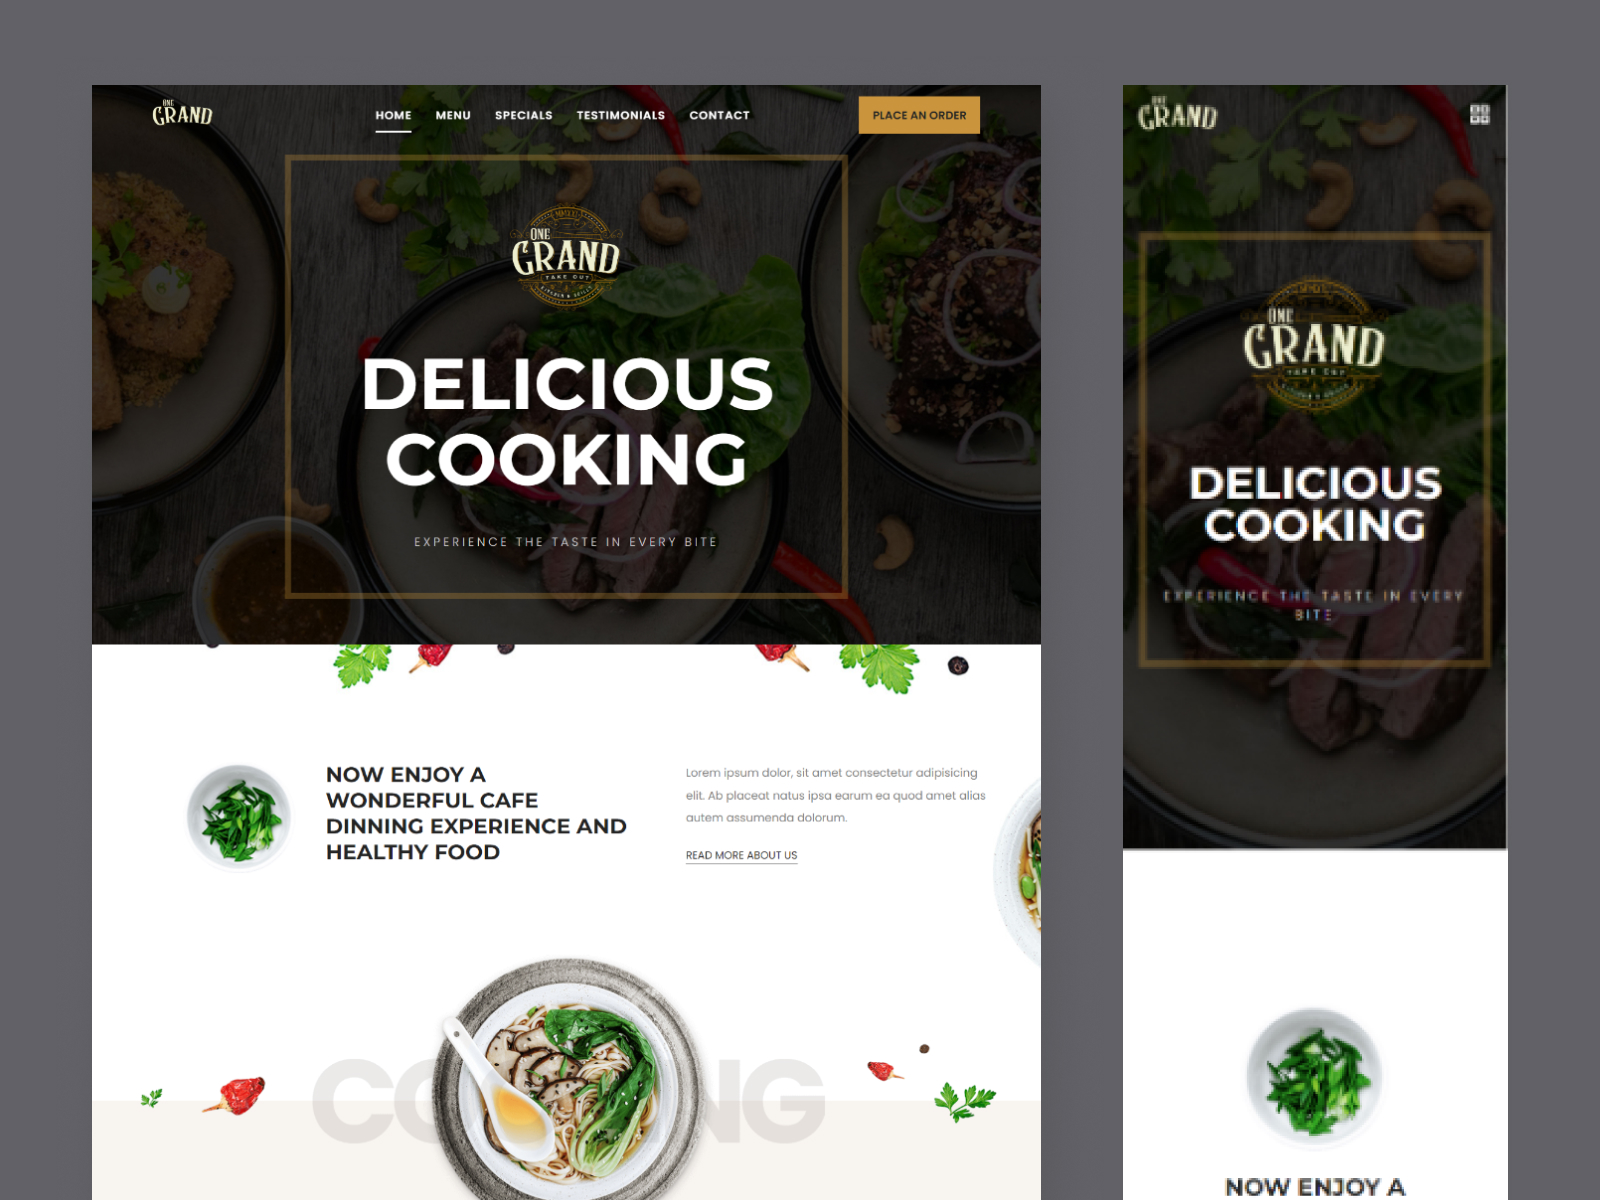 ONE
GRAND
HOME MENU SPECIALS TESTIMONIALS CONTACT
PLACE AN ORDER
ONE
GRAND
TAKE OUT
DELICIOUS
COOKING
EXPERIENCE THE TASTE IN EVERY BITE
NOW ENJOY A
WONDERFUL CAFE
DINNING EXPERIENCE AND
HEALTHY FOOD
Lorem ipsum dolor, sit amet consectetur adipisicing
elit. Ab placeat natus ipsa earum ea quod amet alias
autem assumenda dolorum.
READ MORE ABOUT US
ONE
GRAND
ONE
GRAND
TAKE OUT
DELICIOUS
COOKING
EXPERIENCE THE TASTE IN EVERY
BITE
NOW ENJOY A